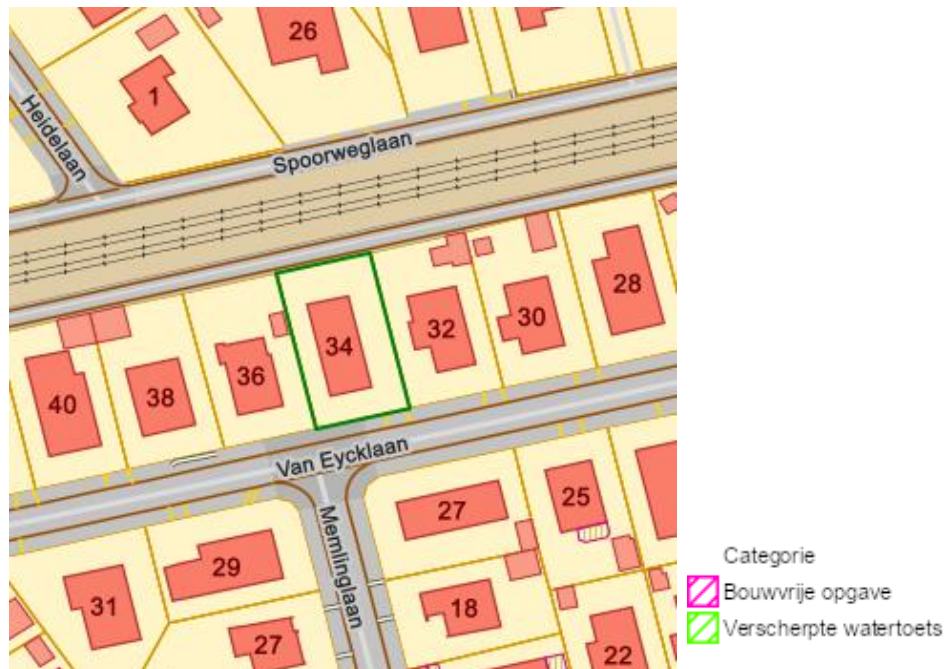 26
1
Heidelaan
Spoorweglaan
28
32
30
34
36
38
40
Van Eycklaan
27
25
Memlinglaan
29
31
18
27
22
Categorie
Bouwvrije opgave
Verscherpte watertoets